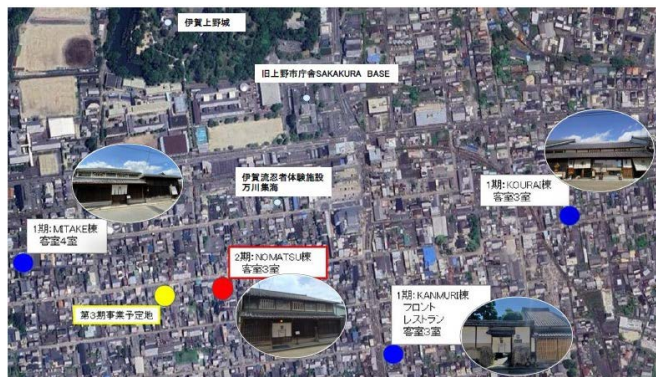 伊賀上野城
旧上野市庁舎SAKAKURA BASE
伊賀流忍者体験施設
万川集海
1期:KOURAI棟
客室3室
1期:MITAKE棟
客室4室
2期:NOMATSU棟
客室3室
第3期事業予定地
1期:KANMURI棟
フロント
レストラン
客室3室